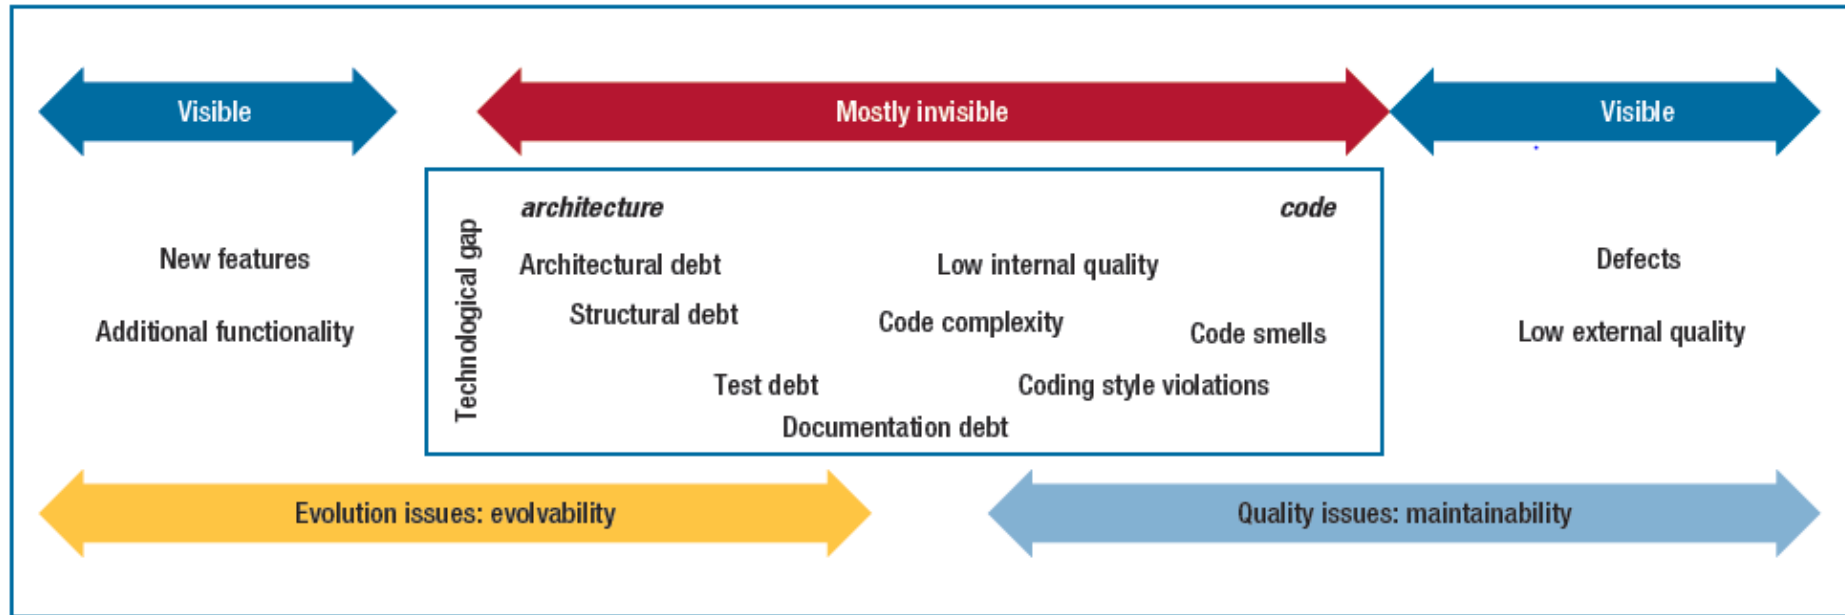 Visible
Mostly invisible
Visible
New features
Additional functionality
Technological gap
architecture
code
Architectural debt
Low internal quality
Structural debt
Code complexity
Code smells
Test debt
Coding style violations
Documentation debt
Defects
Low external quality
Evolution issues: evolvability
Quality issues: maintainability